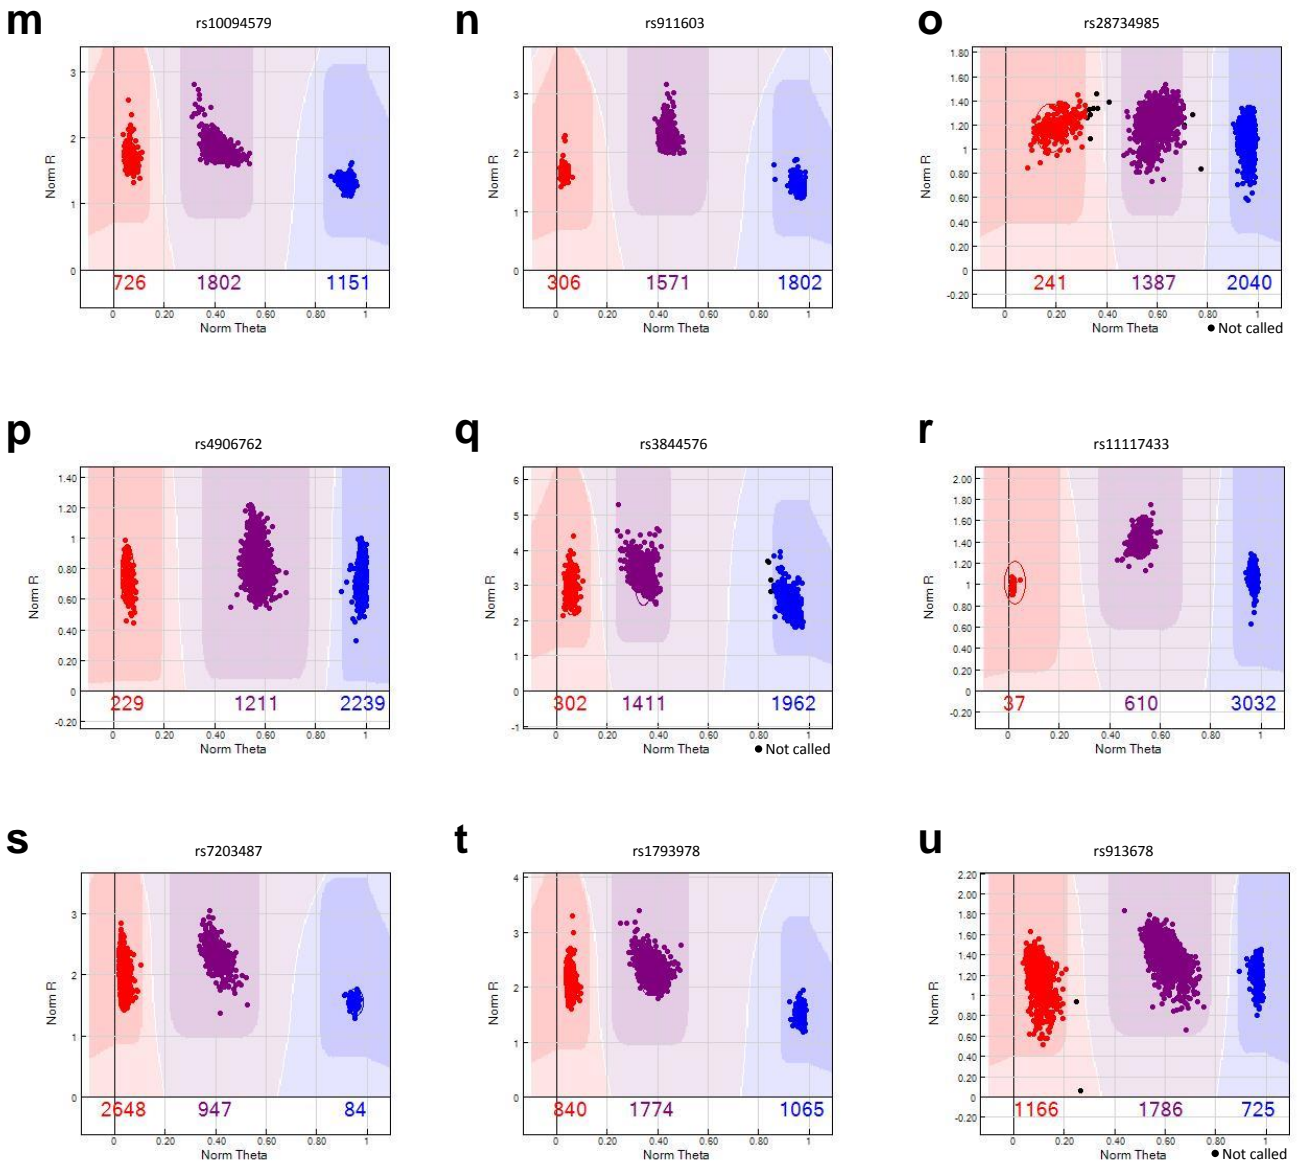 m
rs10094579
3
2
1
0
Norm R
726 1802 1151
0 0.20 0.40 0.60 0.80 1
Norm Theta
n
rs911603
3
2
1
0
Norm R
306 1571 1802
0 0.20 0.40 0.60 0.80 1
Norm Theta
o
rs28734985
1.80
1.60
1.40
1.20
1
0.80
0.60
0.40
0.20
0
-0.20
Norm R
241 1387 2040
0 0.20 0.40 0.60 0.80 1
Norm Theta
Not called
p
rs4906762
1.40
1.20
1
0.80
0.60
0.40
0.20
0
-0.20
Norm R
229 1211 2239
0 0.20 0.40 0.60 0.80 1
Norm Theta
q
rs3844576
6
5
4
3
2
1
0
-1
Norm R
302 1411 1962
0 0.20 0.40 0.60 0.80 1
Norm Theta
Not called
r
rs11117433
2.00
1.80
1.60
1.40
1.20
1
0.80
0.60
0.40
0.20
0
-0.20
Norm R
37 610 3032
0 0.20 0.40 0.60 0.80 1
Norm Theta
s
rs7203487
3
2
1
0
Norm R
2648 947 84
0 0.20 0.40 0.60 0.80 1
Norm Theta
t
rs1793978
4
3
2
1
0
Norm R
840 1774 1065
0 0.20 0.40 0.60 0.80 1
Norm Theta
u
rs913678
2.20
2.00
1.80
1.60
1.40
1.20
1
0.80
0.60
0.40
0.20
0
-0.20
Norm R
1166 1786 725
0 0.20 0.40 0.60 0.80 1
Norm Theta
Not called